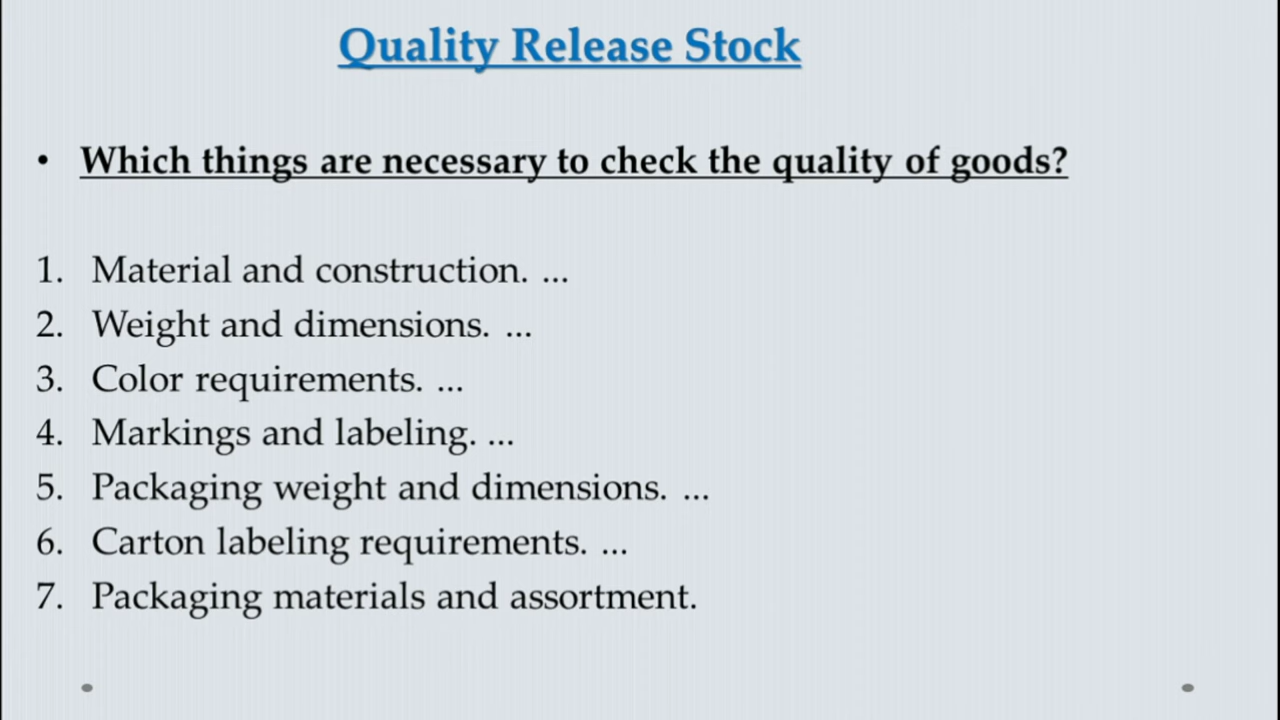 Quality Release Stock
• Which things are necessary to check the quality of goods?
1. Material and construction. ...
2. Weight and dimensions. ...
3. Color requirements. ...
4. Markings and labeling. ...
5. Packaging weight and dimensions. ...
6. Carton labeling requirements. ...
7. Packaging materials and assortment.